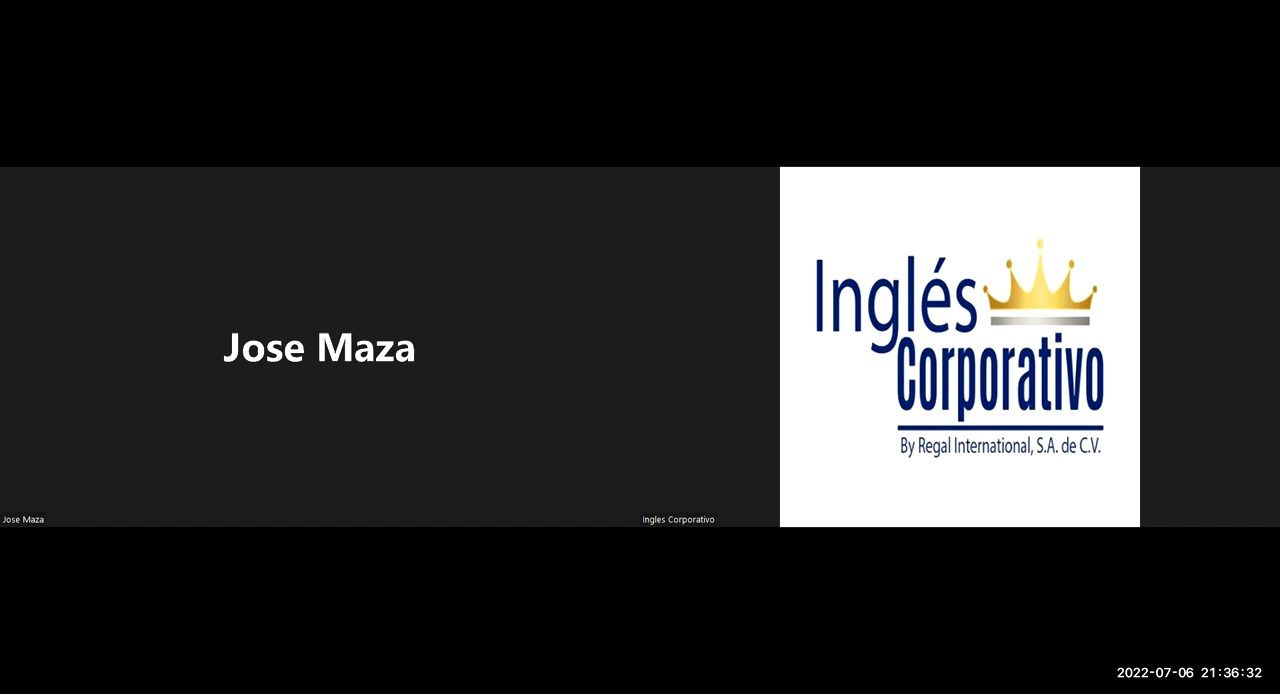 Jose Maza
Jose Maza
Inglés
Corporativo
By Regal International, S.A. de C.V.
Ingles Corporativo
2022-07-06 21:36:32